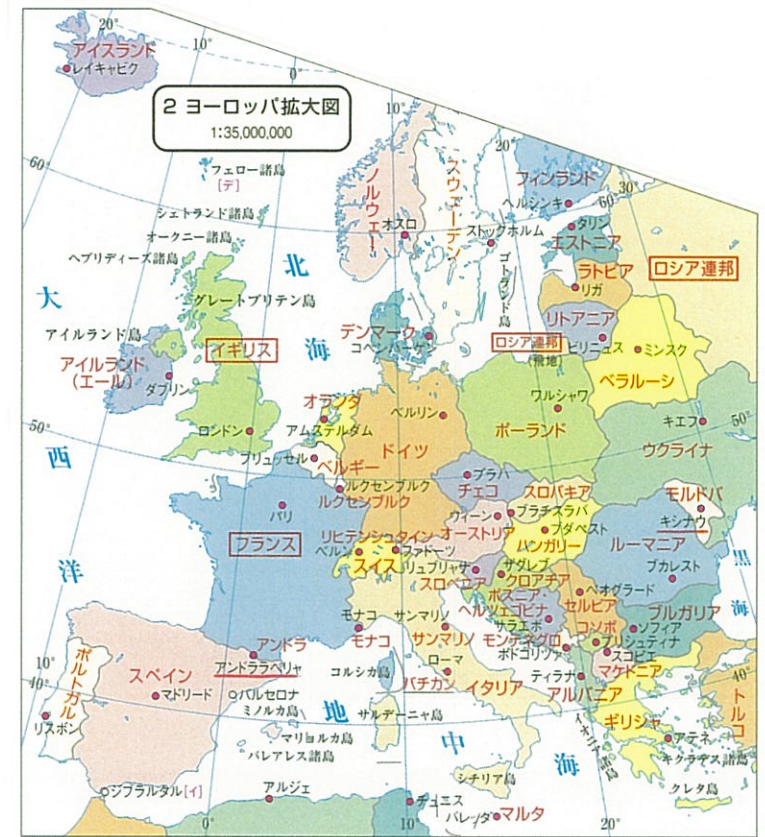 20°
アイスランド
レイキャビク
10°
0°
2 ヨーロッパ拡大図
1:35,000,000
10°
20°
30°
60°
フェロー諸島
[デ]
シェトランド諸島
オークニー諸島
ヘブリディーズ諸島
ノルウェー
オスロ
スウェーデン
ストックホルム
ゴトランド島
フィンランド
ヘルシンキ
60°
タリン
エストニア
ラトビア
リガ
ロシア連邦
リトアニア
ビリニュス
ミンスク
ベラルーシ
ロシア連邦
(飛地)
大
西
洋
北
海
グレートブリテン島
アイルランド島
アイルランド
(エール)
ダブリン
イギリス
ロンドン
デンマーク
コペンハーゲン
オランダ
アムステルダム
ベルリン
ドイツ
ワルシャワ
ポーランド
キエフ
50°
ウクライナ
50°
ブリュッセル
ベルギー
ルクセンブルク
ルクセンブルク
プラハ
チェコ
スロバキア
ブラチスラバ
モルドバ
キシナウ
パリ
フランス
リヒテンシュタイン
ベルン
ファドーツ
スイス
ウィーン
オーストリア
ブダペスト
ハンガリー
ルーマニア
ブカレスト
リュブリャナ
スロベニア
ザグレブ
クロアチア
ボスニア・
ヘルツェゴビナ
サラエボ
ベオグラード
セルビア
コソボ
プリシュティナ
ブルガリア
ソフィア
黒
海
モナコ
モナコ
サンマリノ
サンマリノ
モンテネグロ
ポドゴリツァ
スコピエ
マケドニア
アンドラ
アンドララベリャ
コルシカ島
ローマ
バチカン
イタリア
ティラナ
アルバニア
40°
トルコ
10°
40°
ポルトガル
リスボン
スペイン
マドリード
バルセロナ
ミノルカ島
マリョルカ島
バレアレス諸島
地
中
海
サルデーニャ島
イオニア諸島
ギリシャ
アテネ
キクラデス諸島
クレタ島
シチリア島
ジブラルタル[イ]
アルジェ
チュニス
バレッタ
マルタ
0°
10°
20°